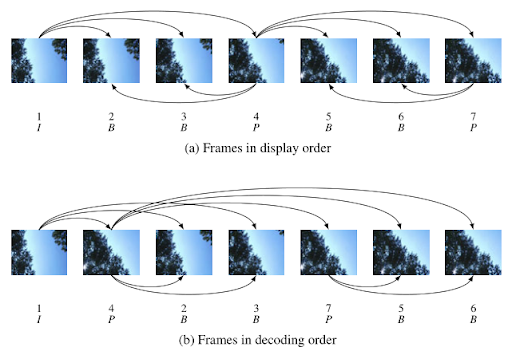 1 2 3 4 5 6 7
I B B P B B P
(a) Frames in display order
1 4 2 3 7 5 6
I P B B P B B
(b) Frames in decoding order